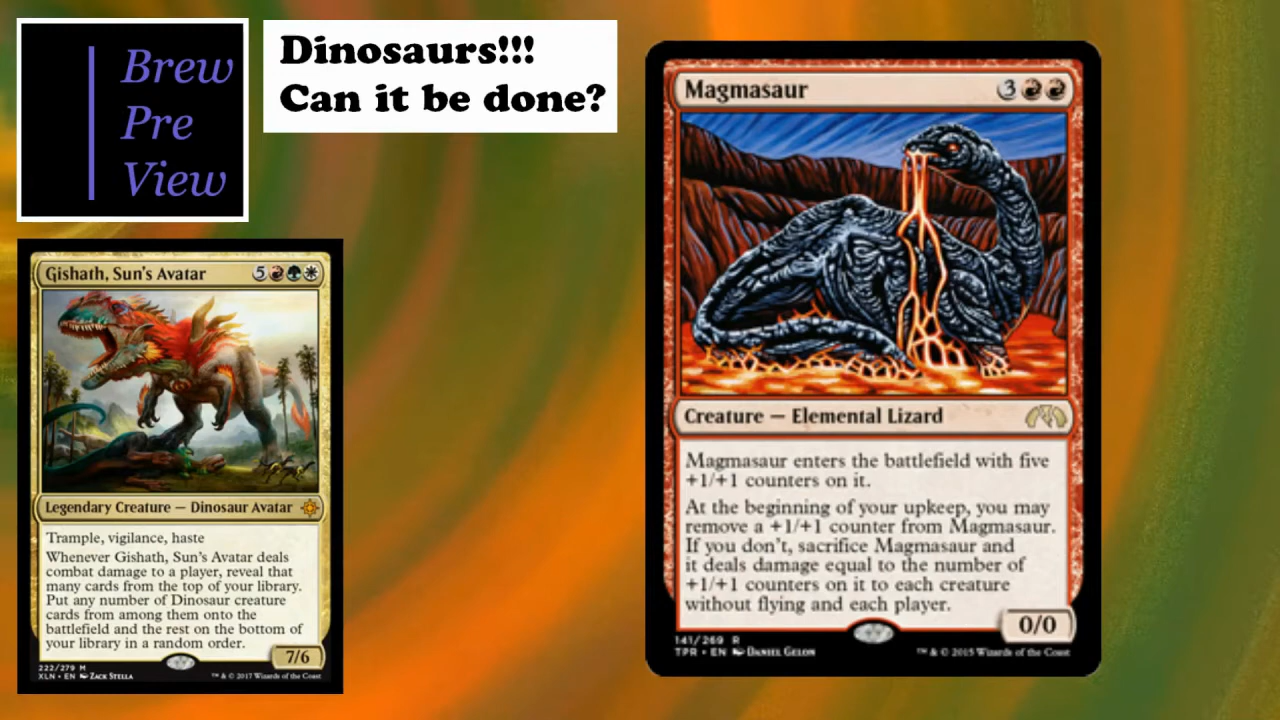 Brew
Pre
View
Dinosaurs!!!
Can it be done?
Gishath, Sun's Avatar 5
Legendary Creature — Dinosaur Avatar
Trample, vigilance, haste
Whenever Gishath, Sun's Avatar deals
combat damage to a player, reveal that
many cards from the top of your library.
Put any number of Dinosaur creature
cards from among them onto the
battlefield and the rest on the bottom of
your library in a random order.
7/6
222/279 M
XLN • EN ZACK STELLA
™ & © 2017 Wizards of the Coast
Magmasaur 3
Creature — Elemental Lizard
Magmasaur enters the battlefield with five
+1/+1 counters on it.
At the beginning of your upkeep, you may
remove a +1/+1 counter from Magmasaur.
If you don't, sacrifice Magmasaur and
it deals damage equal to the number of
+1/+1 counters on it to each creature
without flying and each player.
0/0
141/269 R
TPR • EN DANIEL GELON
™ & © 2015 Wizards of the Coast